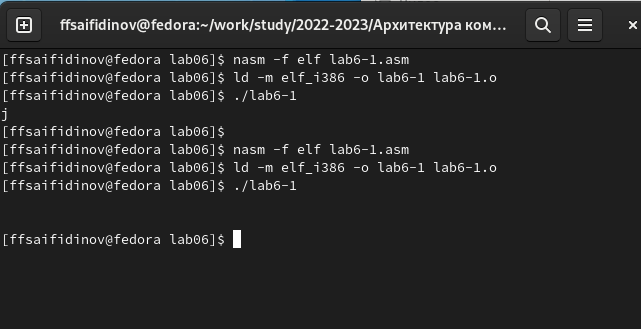 ffsaifidinov@fedora:~/work/study/2022-2023/Архитектура ком...
[ffsaifidinov@fedora lab06]$ nasm -f elf lab6-1.asm
[ffsaifidinov@fedora lab06]$ ld -m elf_i386 -o lab6-1 lab6-1.o
[ffsaifidinov@fedora lab06]$ ./lab6-1
j
[ffsaifidinov@fedora lab06]$
[ffsaifidinov@fedora lab06]$ nasm -f elf lab6-1.asm
[ffsaifidinov@fedora lab06]$ ld -m elf_i386 -o lab6-1 lab6-1.o
[ffsaifidinov@fedora lab06]$ ./lab6-1
[ffsaifidinov@fedora lab06]$